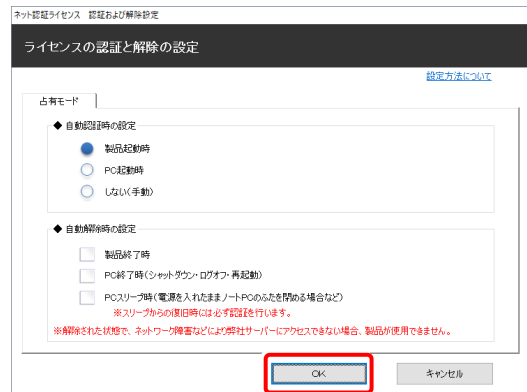 ネット認証ライセンス 認証および解除設定
ライセンスの認証と解除の設定
設定方法について
占有モード
◆ 自動認証時の設定
製品起動時
PC起動時
しない(手動)
◆ 自動解除時の設定
製品終了時
PC終了時(シャットダウン・ログオフ・再起動)
PCスリープ時(電源を入れたままノートPCのふたを閉める場合など)
※スリープからの復旧時には必ず認証を行います。
※解除された状態で、ネットワーク障害などにより弊社サーバーにアクセスできない場合、製品が使用できません。
OK
キャンセル